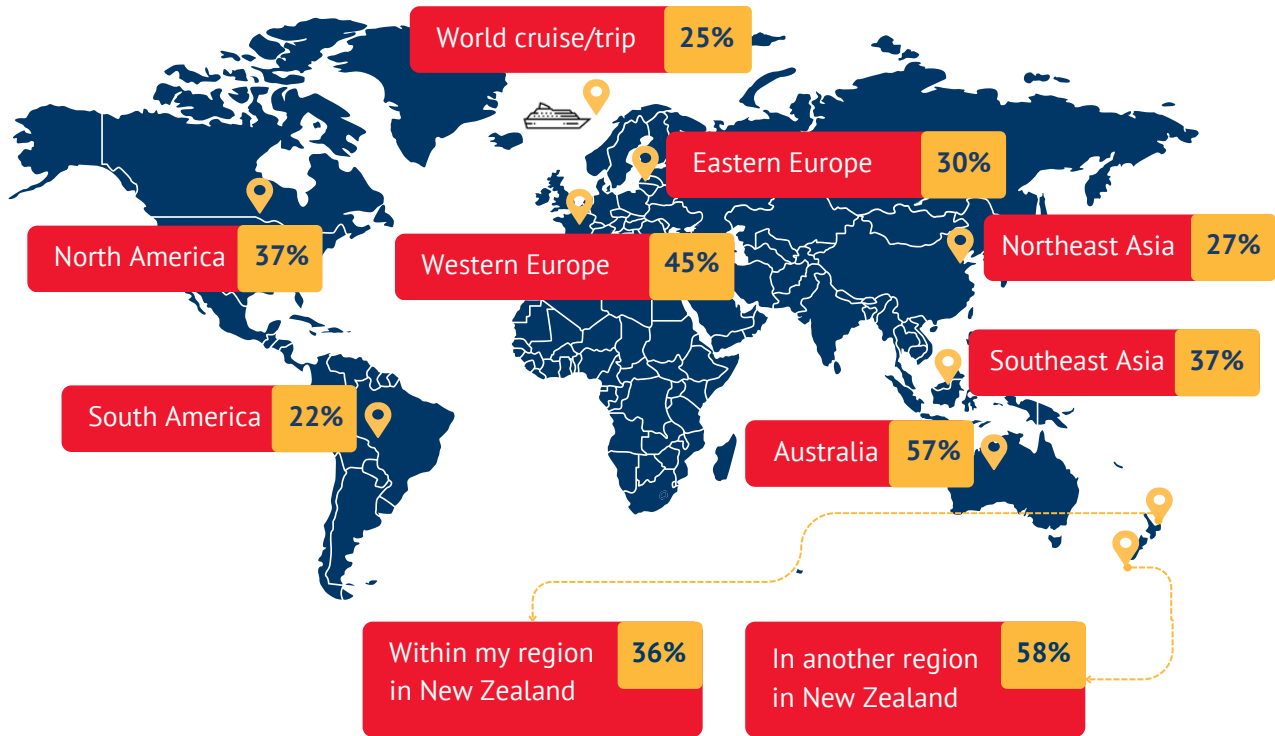 World cruise/trip 25%
Eastern Europe 30%
North America 37%
Western Europe 45%
Northeast Asia 27%
Southeast Asia 37%
South America 22%
Australia 57%
Within my region
in New Zealand
36%
In another region
in New Zealand
58%